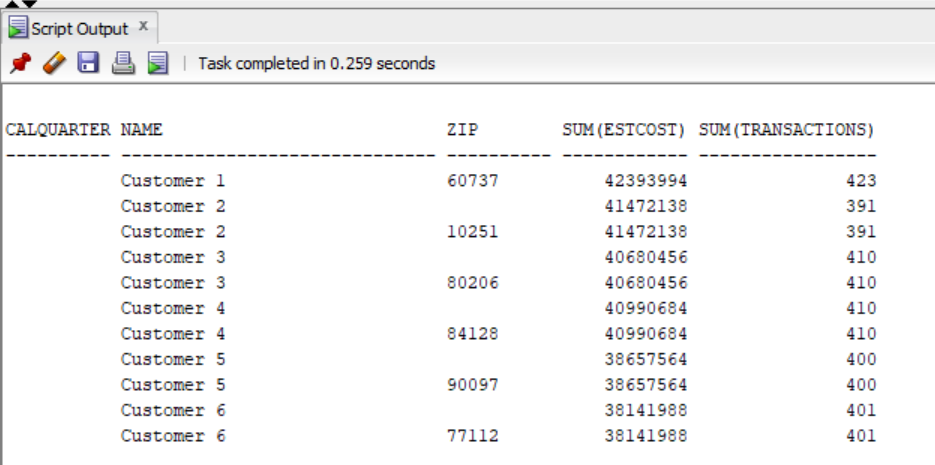 Script Output x
Task completed in 0.259 seconds
CALQUARTER NAME ZIP SUM(ESTCOST) SUM(TRANSACTIONS)
---------- ------------------------------ ---------- ------------ -----------------
Customer 1 60737 42393994 423
Customer 2 41472138 391
Customer 2 10251 41472138 391
Customer 3 40680456 410
Customer 3 80206 40680456 410
Customer 4 40990684 410
Customer 4 84128 40990684 410
Customer 5 38657564 400
Customer 5 90097 38657564 400
Customer 6 38141988 401
Customer 6 77112 38141988 401